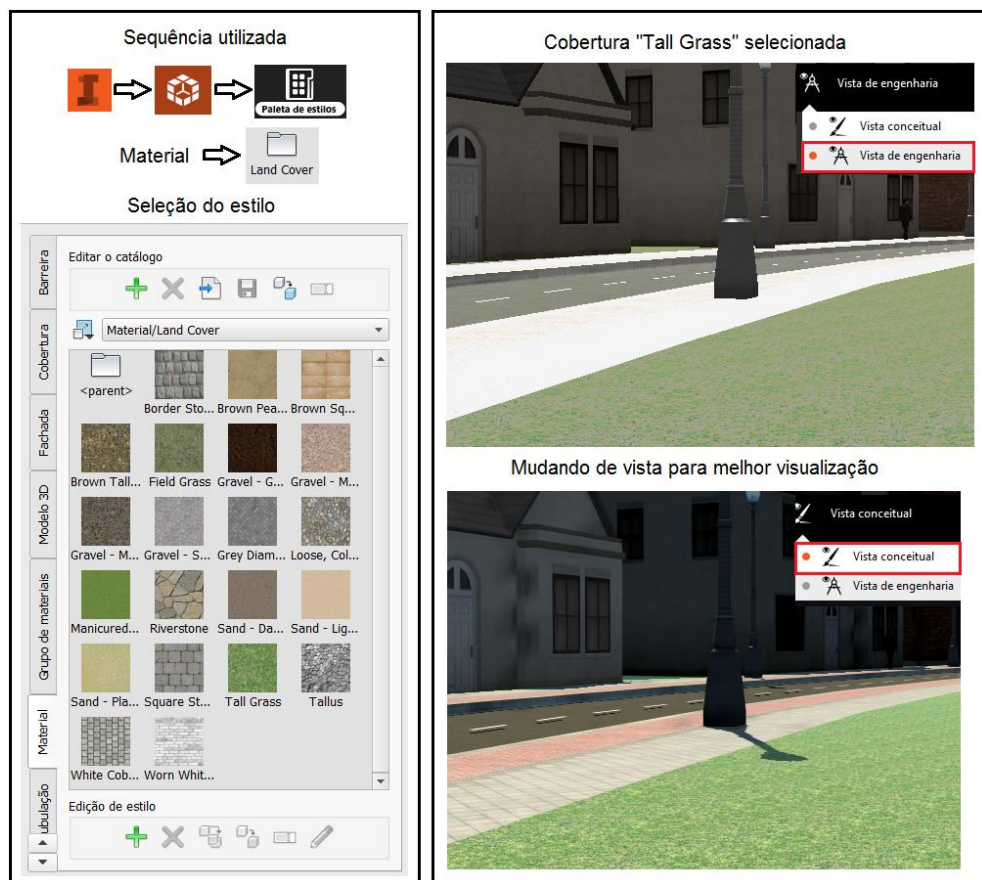 Sequência utilizada
Paleta de estilos
Material
Land Cover
Seleção do estilo
Barreira
Cobertura
Fachada
Modelo 3D
Grupo de materiais
Material
ubulação
Editar o catálogo
Material/Land Cover
<parent>
Border Sto... Brown Pea... Brown Sq...
Brown Tall... Field Grass Gravel - G... Gravel - M...
Gravel - M... Gravel - S... Grey Diam... Loose, Col...
Manicured... Riverstone Sand - Da... Sand - Lig...
Sand - Pla... Square St... Tall Grass Tallus
White Cob... Worn Whit...
Edição de estilo
Cobertura "Tall Grass" selecionada
Vista de engenharia
Vista conceitual
Vista de engenharia
Mudando de vista para melhor visualização
Vista conceitual
Vista conceitual
Vista de engenharia